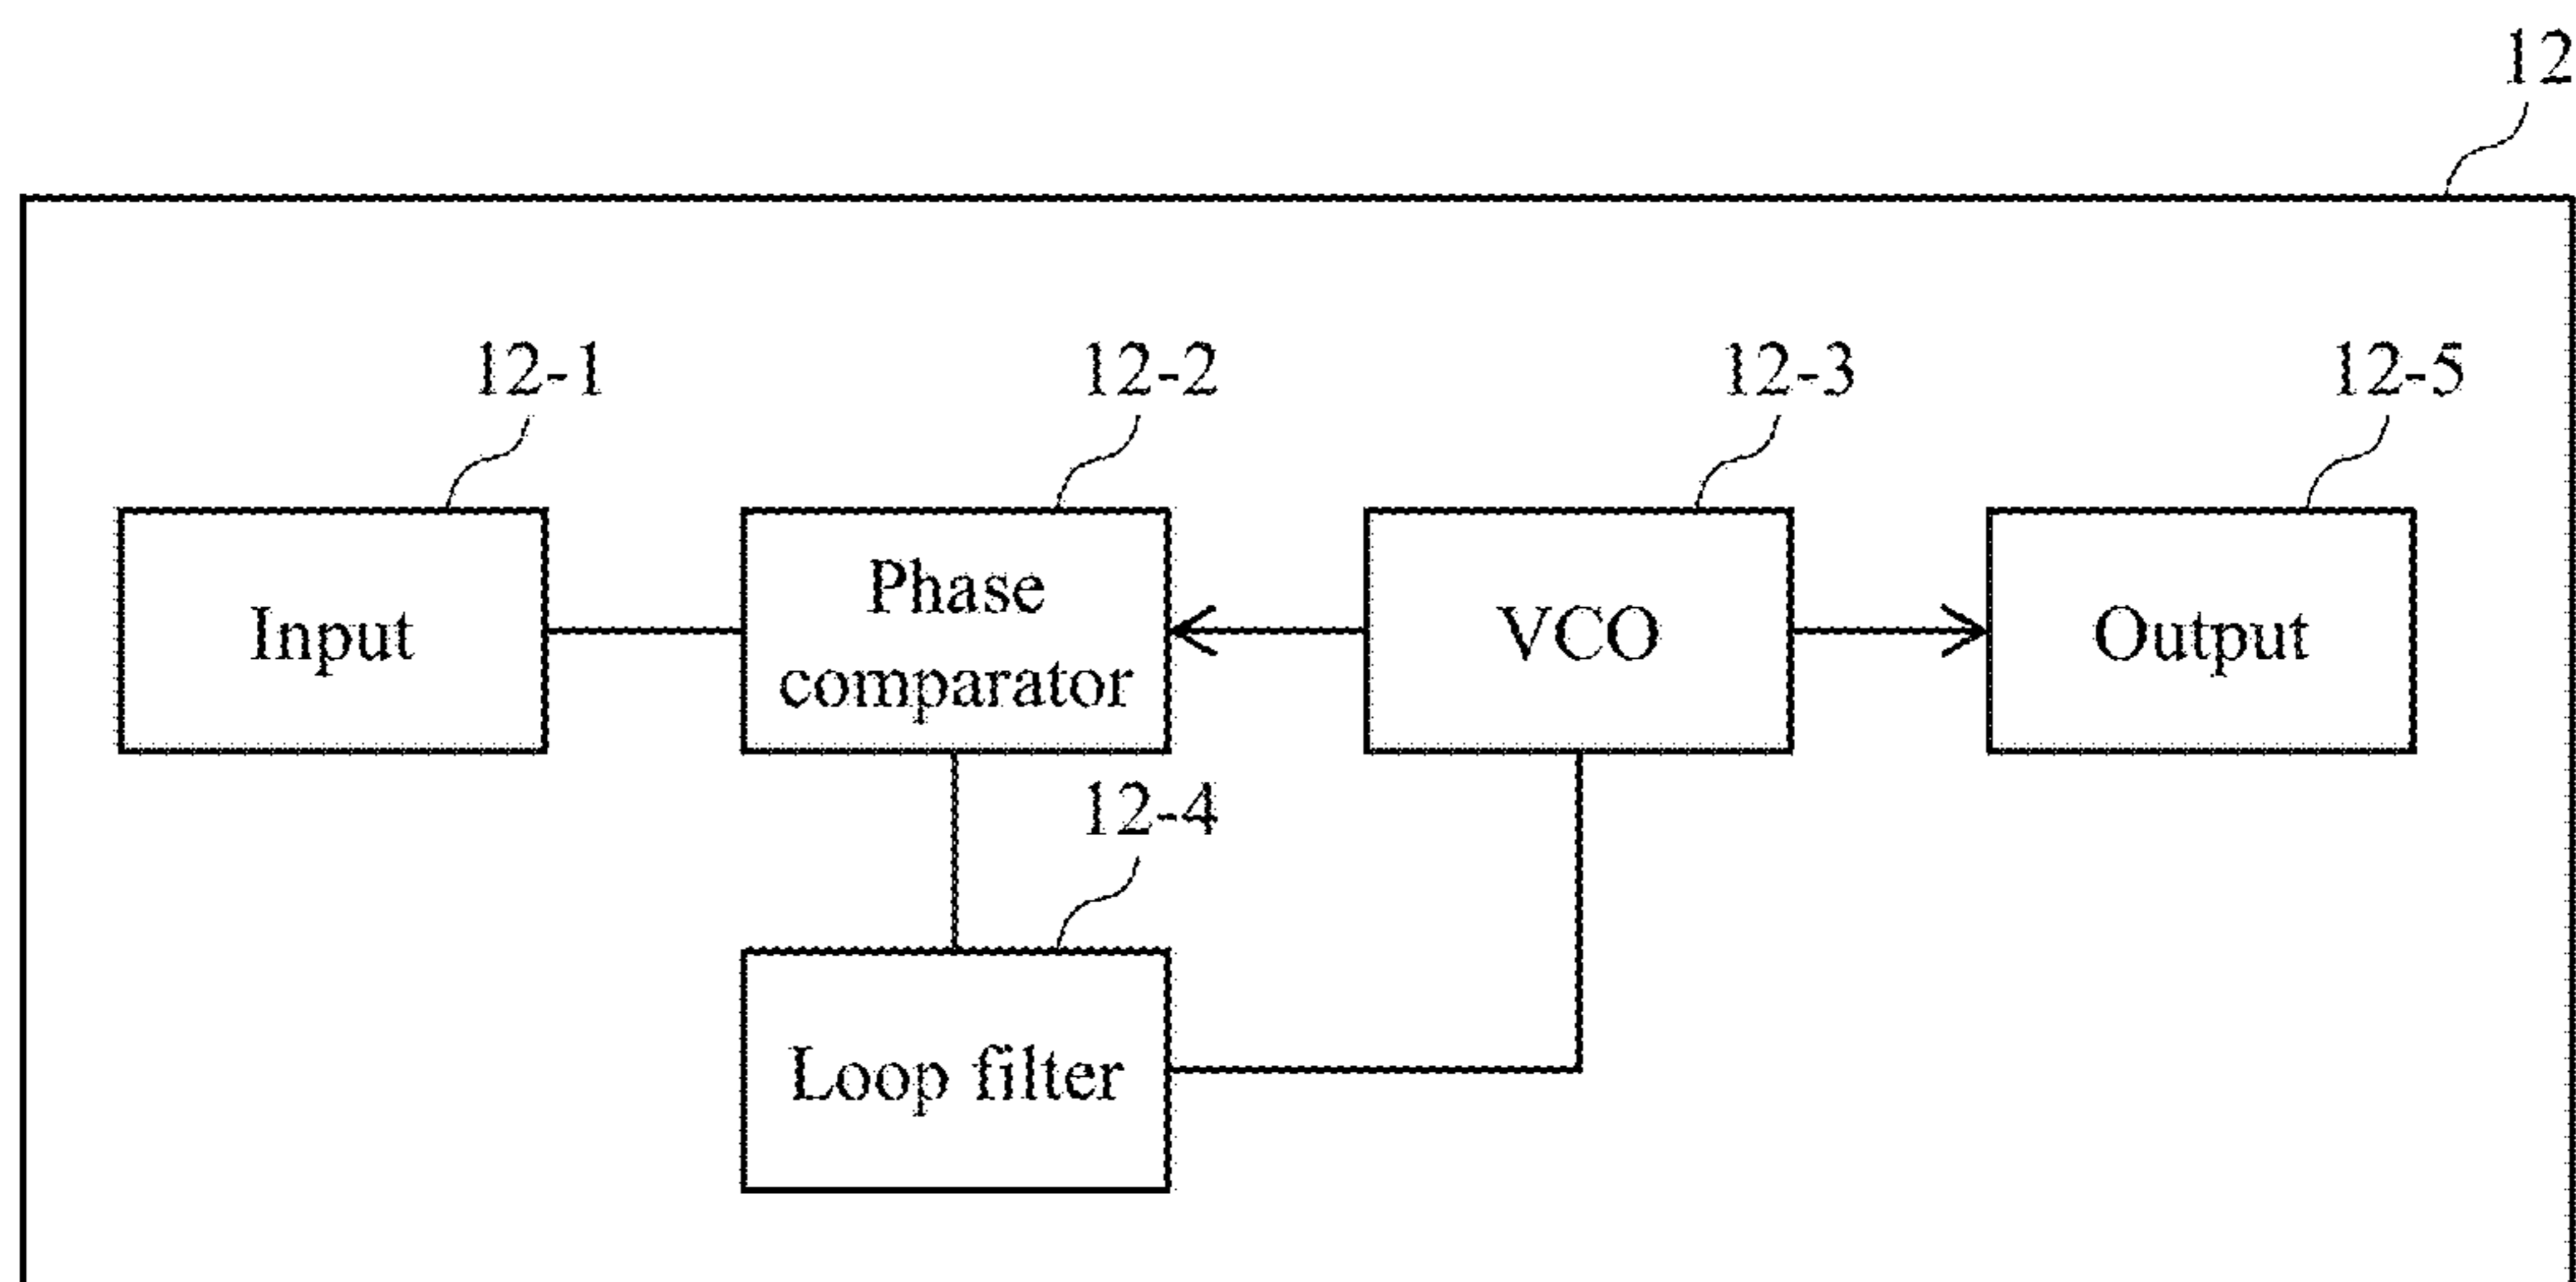 12
12-1
12-2
12-3
12-5
Input
Phase
comparator
VCO
Output
12-4
Loop filter